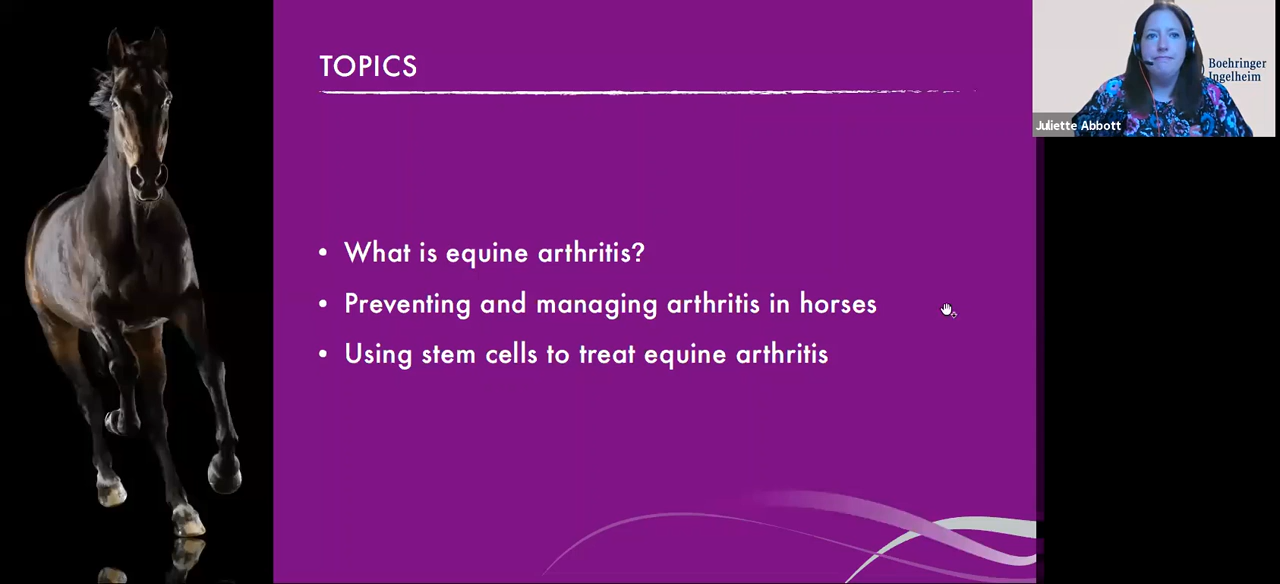 TOPICS
• What is equine arthritis?
• Preventing and managing arthritis in horses
• Using stem cells to treat equine arthritis
Boehringer
Ingelheim
Juliette Abbott